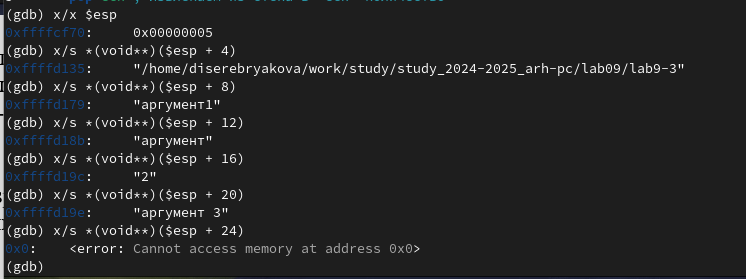 (gdb) x/x $esp
0xffffcf70: 0x00000005
(gdb) x/s *(void**)($esp + 4)
0xffffd135: "/home/diserebryakova/work/study/study_2024-2025_arh-pc/lab09/lab9-3"
(gdb) x/s *(void**)($esp + 8)
0xffffd179: "аргумент1"
(gdb) x/s *(void**)($esp + 12)
0xffffd18b: "аргумент"
(gdb) x/s *(void**)($esp + 16)
0xffffd19c: "2"
(gdb) x/s *(void**)($esp + 20)
0xffffd19e: "аргумент 3"
(gdb) x/s *(void**)($esp + 24)
0x0: <error: Cannot access memory at address 0x0>
(gdb)